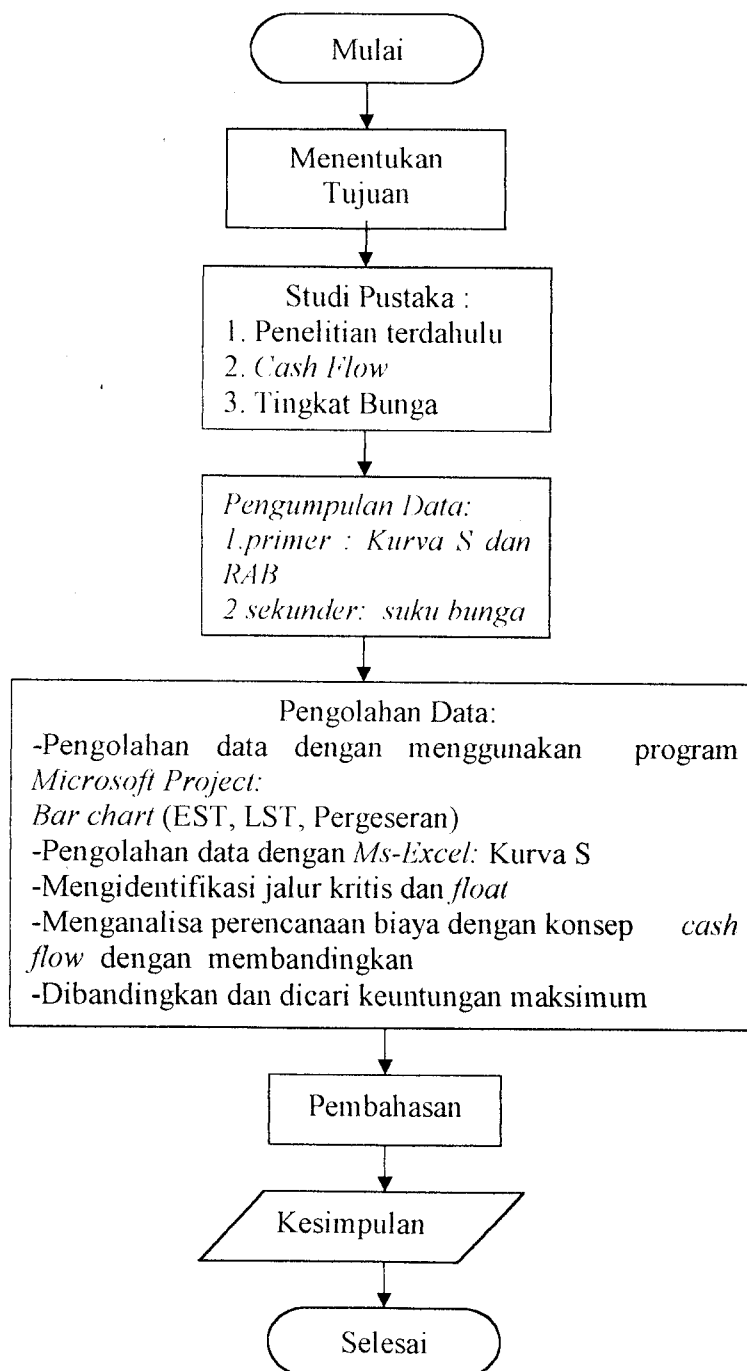 Mulai
Menentukan
Tujuan
Studi Pustaka :
1. Penelitian terdahulu
2. Cash Flow
3. Tingkat Bunga
Pengumpulan Data:
1.primer : Kurva S dan
RAB
2 sekunder: suku bunga
Pengolahan Data:
-Pengolahan data dengan menggunakan program
Microsoft Project:
Bar chart (EST, LST, Pergeseran)
-Pengolahan data dengan Ms-Excel: Kurva S
-Mengidentifikasi jalur kritis dan float
-Menganalisa perencanaan biaya dengan konsep cash
flow dengan membandingkan
-Dibandingkan dan dicari keuntungan maksimum
Pembahasan
Kesimpulan
Selesai